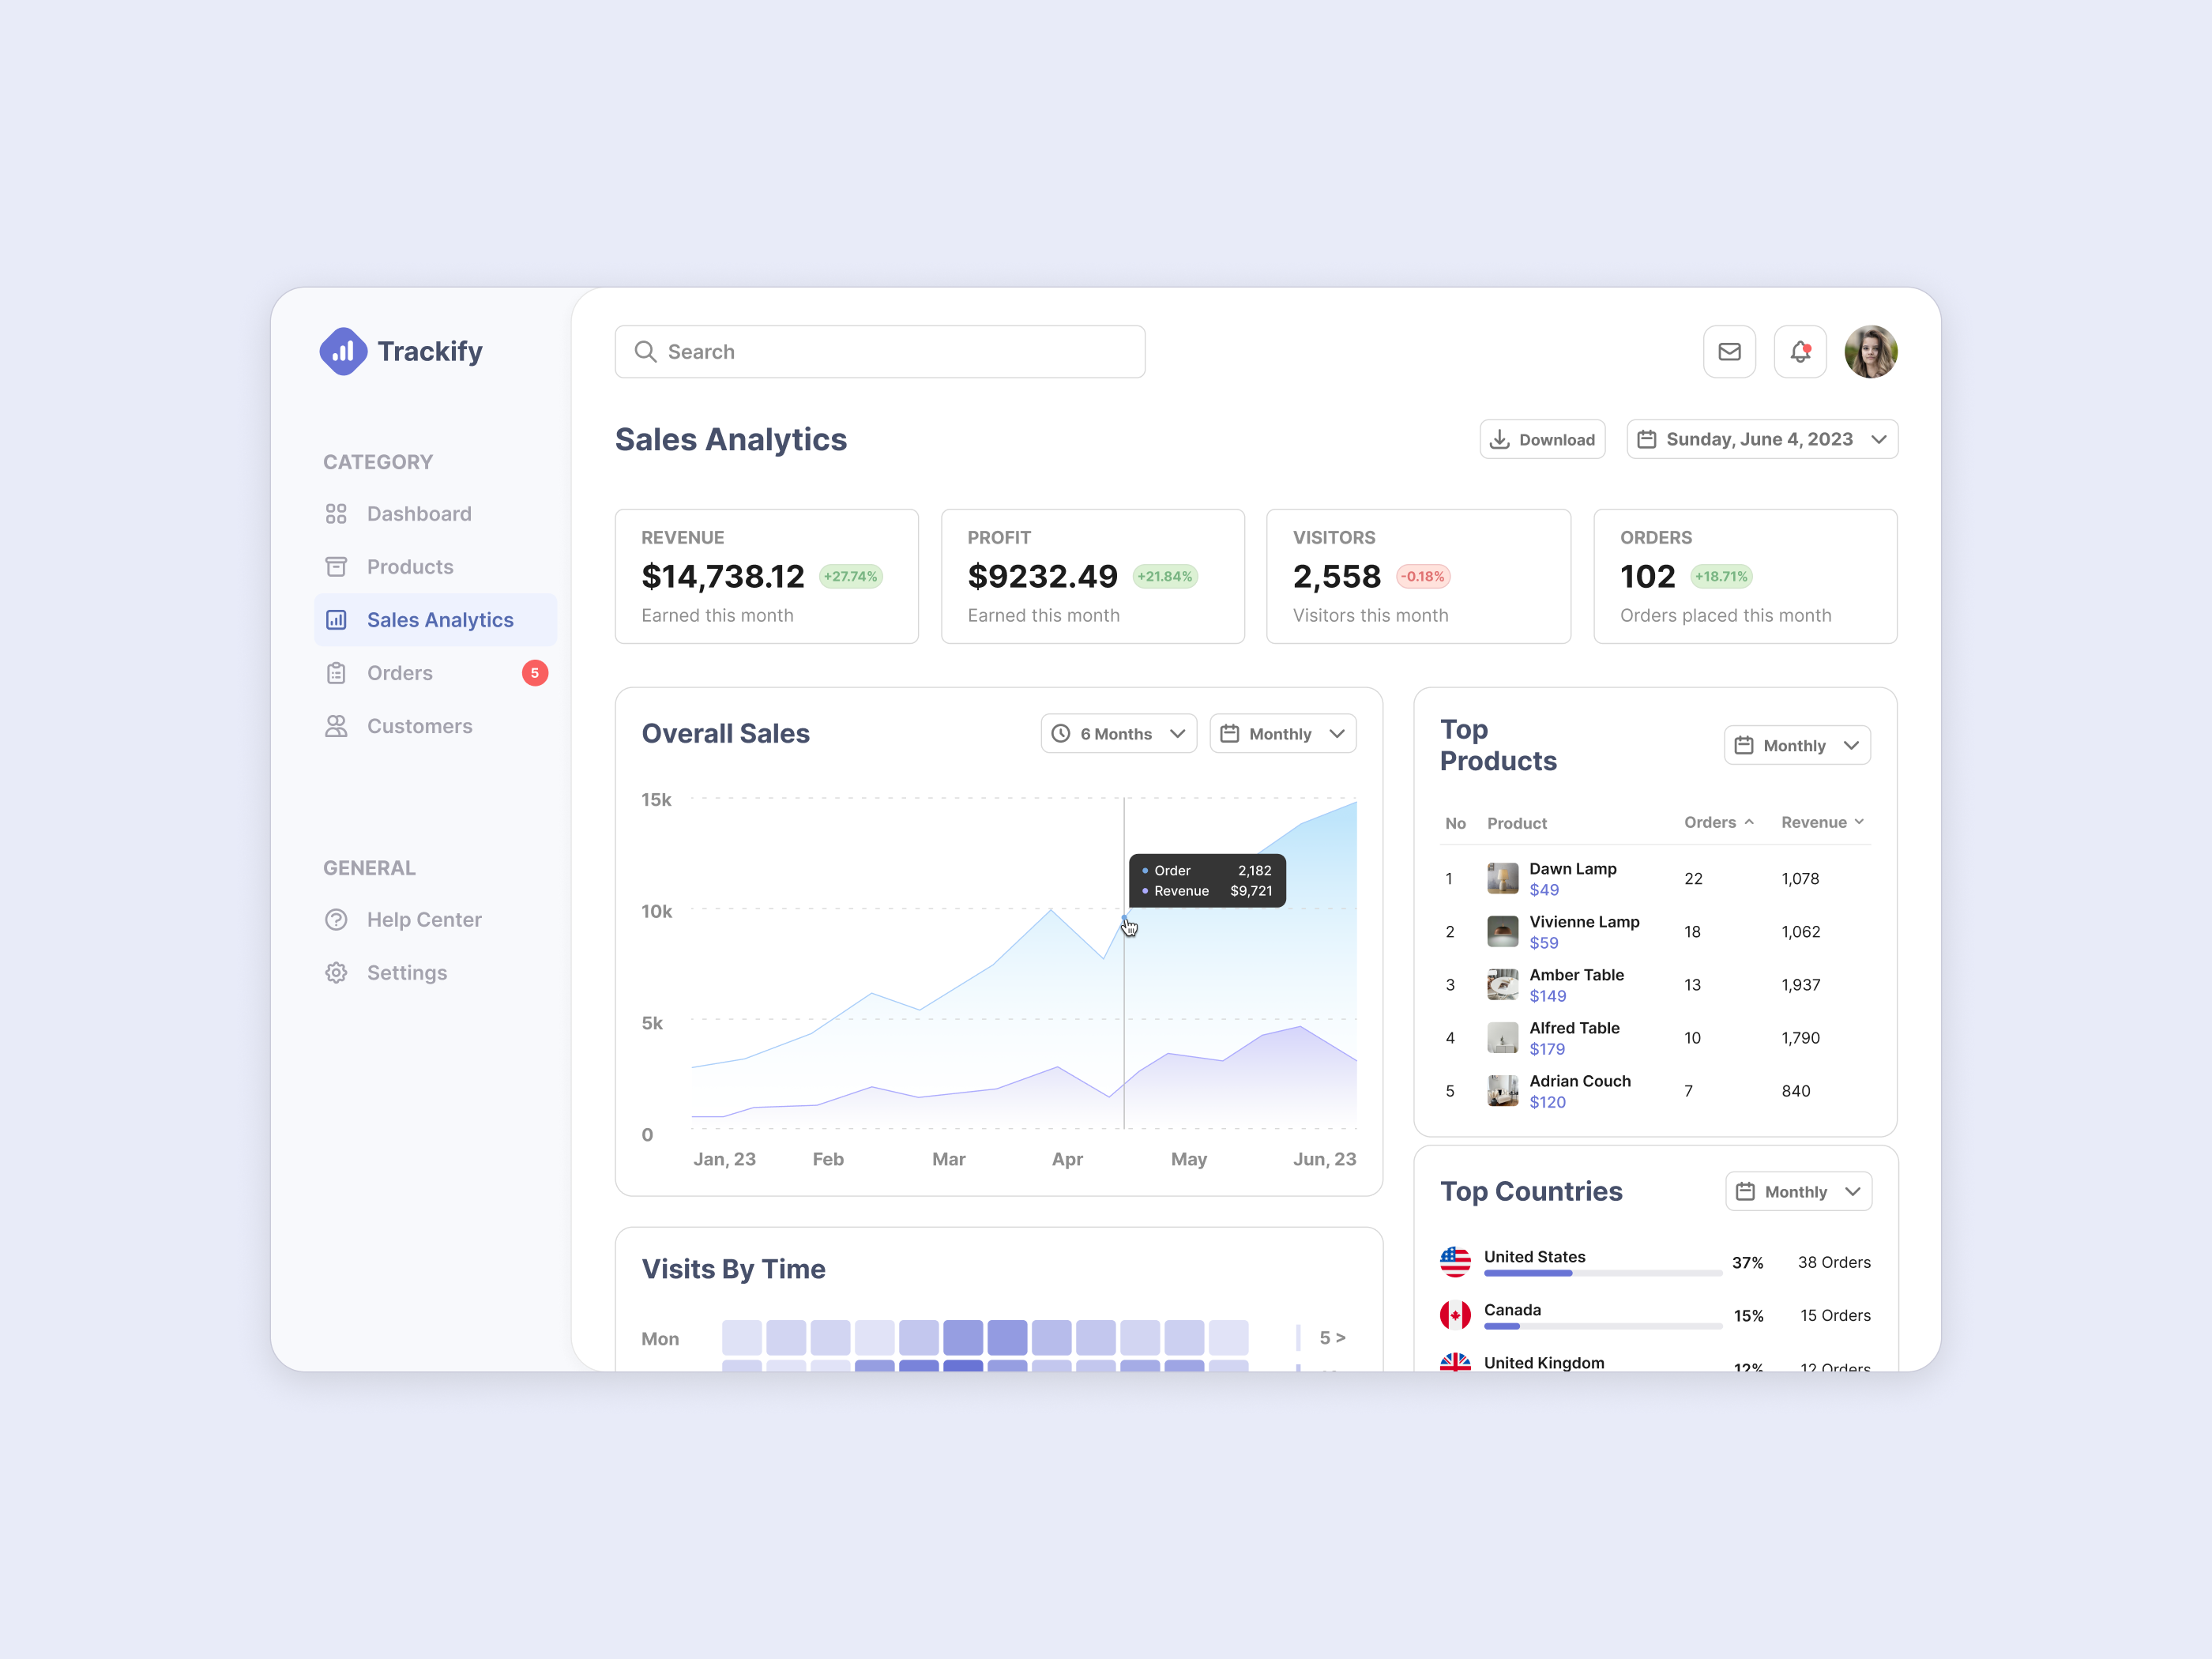 Trackify
CATEGORY
Dashboard
Products
Sales Analytics
Orders 5
Customers
GENERAL
Help Center
Settings
Search
Sales Analytics
Download
Sunday, June 4, 2023
REVENUE
$14,738.12 +27.74%
Earned this month
PROFIT
$9232.49 +21.84%
Earned this month
VISITORS
2,558 -0.18%
Visitors this month
ORDERS
102 +18.71%
Orders placed this month
Overall Sales
6 Months
Monthly
15k
10k
5k
0
Order 2,182
Revenue $9,721
Jan, 23 Feb Mar Apr May Jun, 23
Top
Products
Monthly
No Product Orders Revenue
1 Dawn Lamp 22 1,078
$49
2 Vivienne Lamp 18 1,062
$59
3 Amber Table 13 1,937
$149
4 Alfred Table 10 1,790
$179
5 Adrian Couch 7 840
$120
Visits By Time
Mon 5 >
Top Countries
Monthly
United States 37% 38 Orders
Canada 15% 15 Orders
United Kingdom 12% 12 Orders